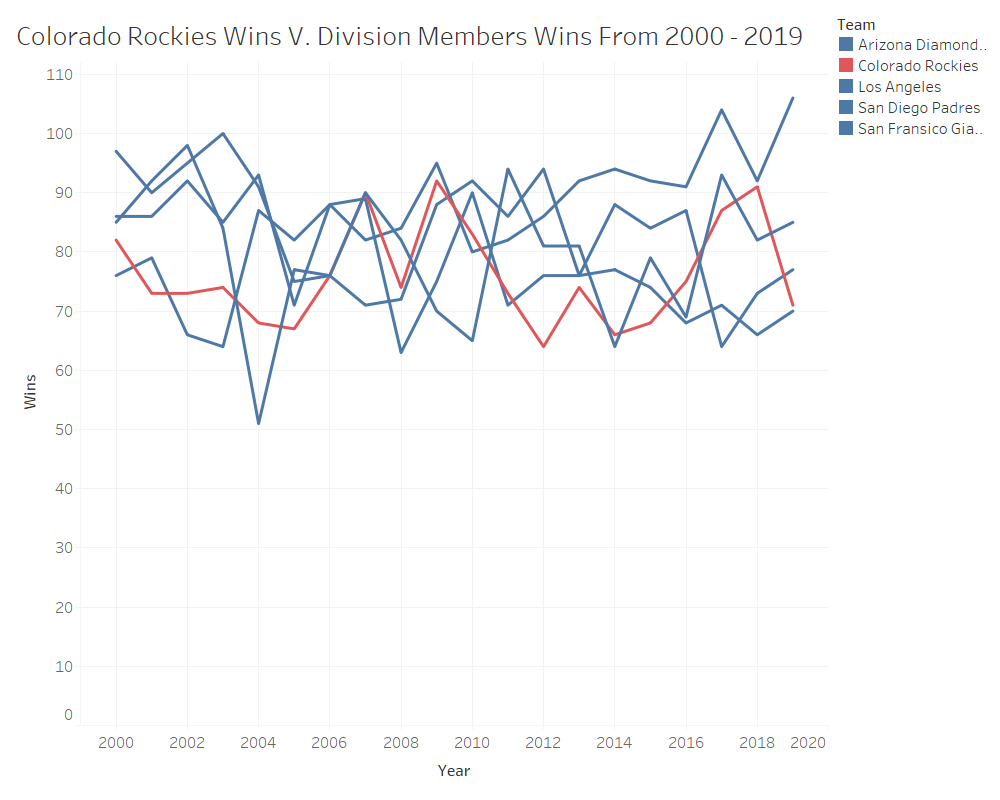 Colorado Rockies Wins V. Division Members Wins From 2000 - 2019
Team
Arizona Diamond..
Colorado Rockies
Los Angeles
San Diego Padres
San Fransico Gia..
110
100
90
80
70
60
50
40
30
20
10
0
Wins
2000 2002 2004 2006 2008 2010 2012 2014 2016 2018 2020
Year